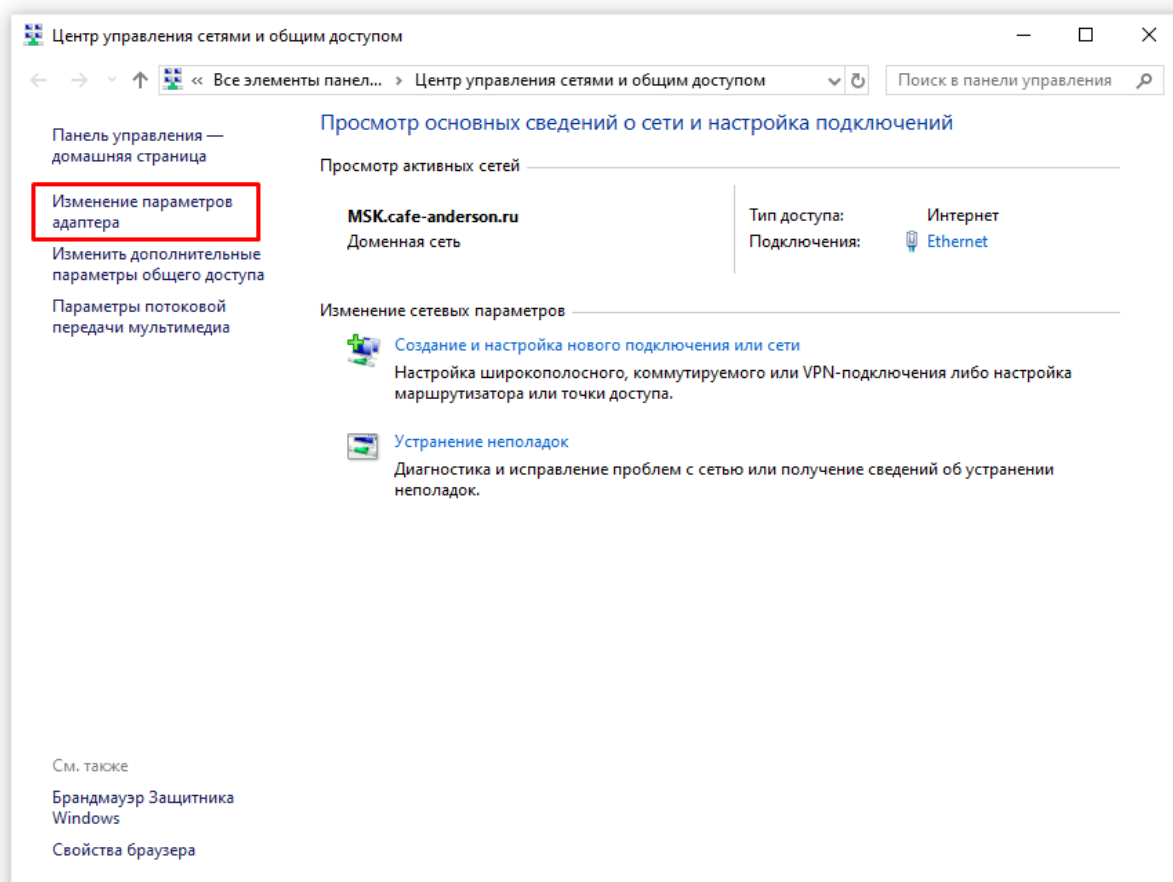 Центр управления сетями и общим доступом
« Все элементы панел... › Центр управления сетями и общим доступом
Поиск в панели управления
Панель управления —
домашняя страница
Изменение параметров
адаптера
Изменить дополнительные
параметры общего доступа
Параметры потоковой
передачи мультимедиа
Просмотр основных сведений о сети и настройка подключений
Просмотр активных сетей
MSK.cafe-anderson.ru
Доменная сеть
Тип доступа: Интернет
Подключения: Ethernet
Изменение сетевых параметров
Создание и настройка нового подключения или сети
Настройка широкополосного, коммутируемого или VPN-подключения либо настройка
маршрутизатора или точки доступа.
Устранение неполадок
Диагностика и исправление проблем с сетью или получение сведений об устранении
неполадок.
См. также
Брандмауэр Защитника
Windows
Свойства браузера